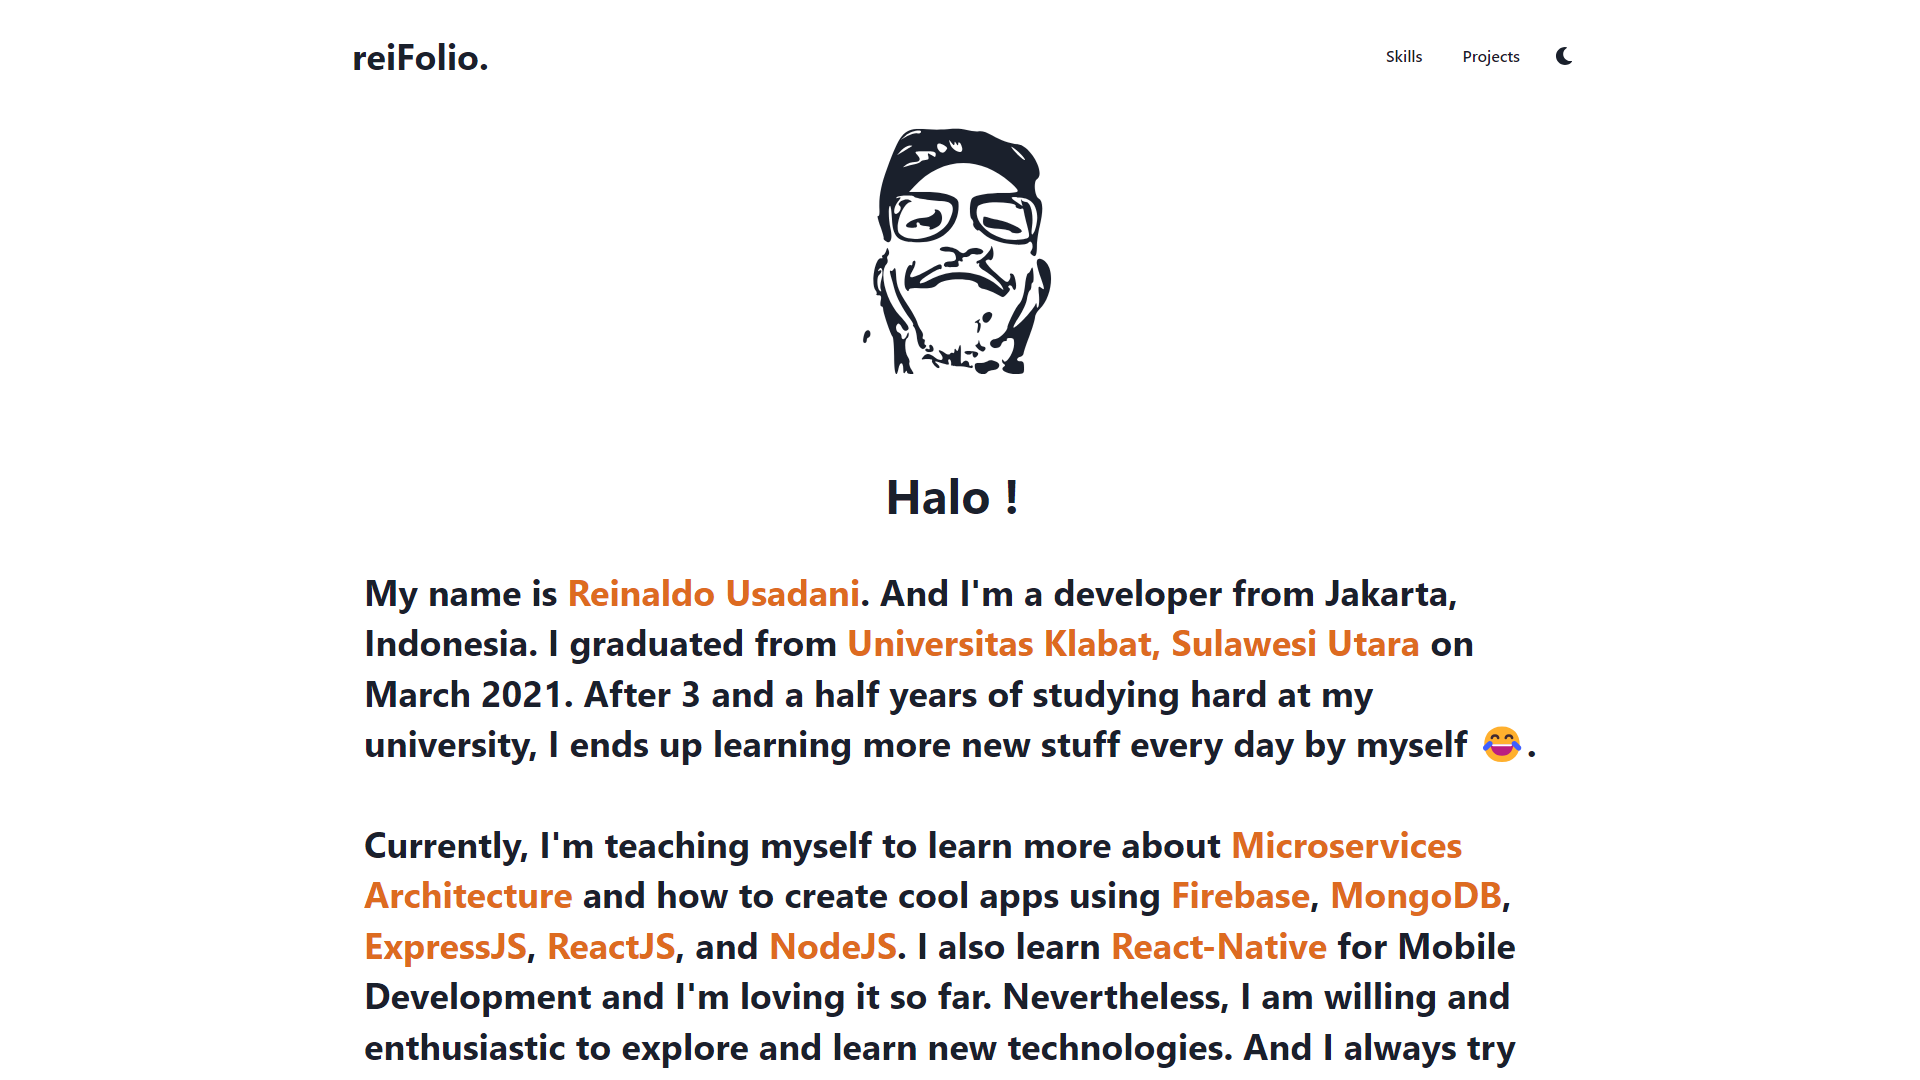 reiFolio.
Skills
Projects
Halo !
My name is Reinaldo Usadani. And I'm a developer from Jakarta,
Indonesia. I graduated from Universitas Klabat, Sulawesi Utara on
March 2021. After 3 and a half years of studying hard at my
university, I ends up learning more new stuff every day by myself 😂.
Currently, I'm teaching myself to learn more about Microservices
Architecture and how to create cool apps using Firebase, MongoDB,
ExpressJS, ReactJS, and NodeJS. I also learn React-Native for Mobile
Development and I'm loving it so far. Nevertheless, I am willing and
enthusiastic to explore and learn new technologies. And I always try